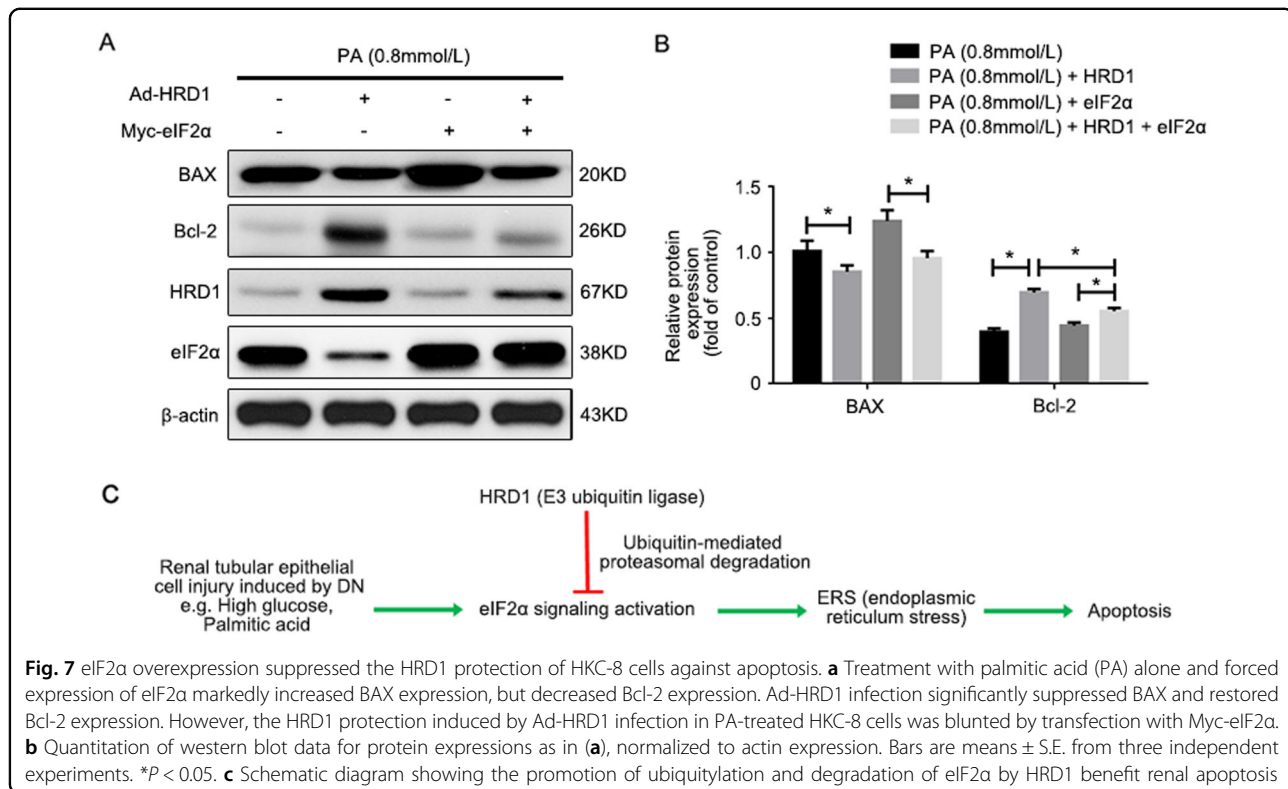 A
PA (0.8mmol/L)
Ad-HRD1 - + - +
Myc-eIF2α - - + +
BAX 20KD
Bcl-2 26KD
HRD1 67KD
eIF2α 38KD
β-actin 43KD
B
PA (0.8mmol/L)
PA (0.8mmol/L) + HRD1
PA (0.8mmol/L) + eIF2α
PA (0.8mmol/L) + HRD1 + eIF2α
Relative protein
expression
(fold of control)
1.5
1.0
0.5
0
* * * * *
BAX Bcl-2
C
HRD1 (E3 ubiquitin ligase)
Ubiquitin-mediated
proteasomal degradation
Renal tubular epithelial
cell injury induced by DN
e.g. High glucose,
Palmitic acid
eIF2α signaling activation
ERS (endoplasmic
reticulum stress)
Apoptosis
Fig. 7 eIF2α overexpression suppressed the HRD1 protection of HKC-8 cells against apoptosis. a Treatment with palmitic acid (PA) alone and forced
expression of eIF2α markedly increased BAX expression, but decreased Bcl-2 expression. Ad-HRD1 infection significantly suppressed BAX and restored
Bcl-2 expression. However, the HRD1 protection induced by Ad-HRD1 infection in PA-treated HKC-8 cells was blunted by transfection with Myc-eIF2α.
b Quantitation of western blot data for protein expressions as in (a), normalized to actin expression. Bars are means ± S.E. from three independent
experiments. *P < 0.05. c Schematic diagram showing the promotion of ubiquitylation and degradation of eIF2α by HRD1 benefit renal apoptosis